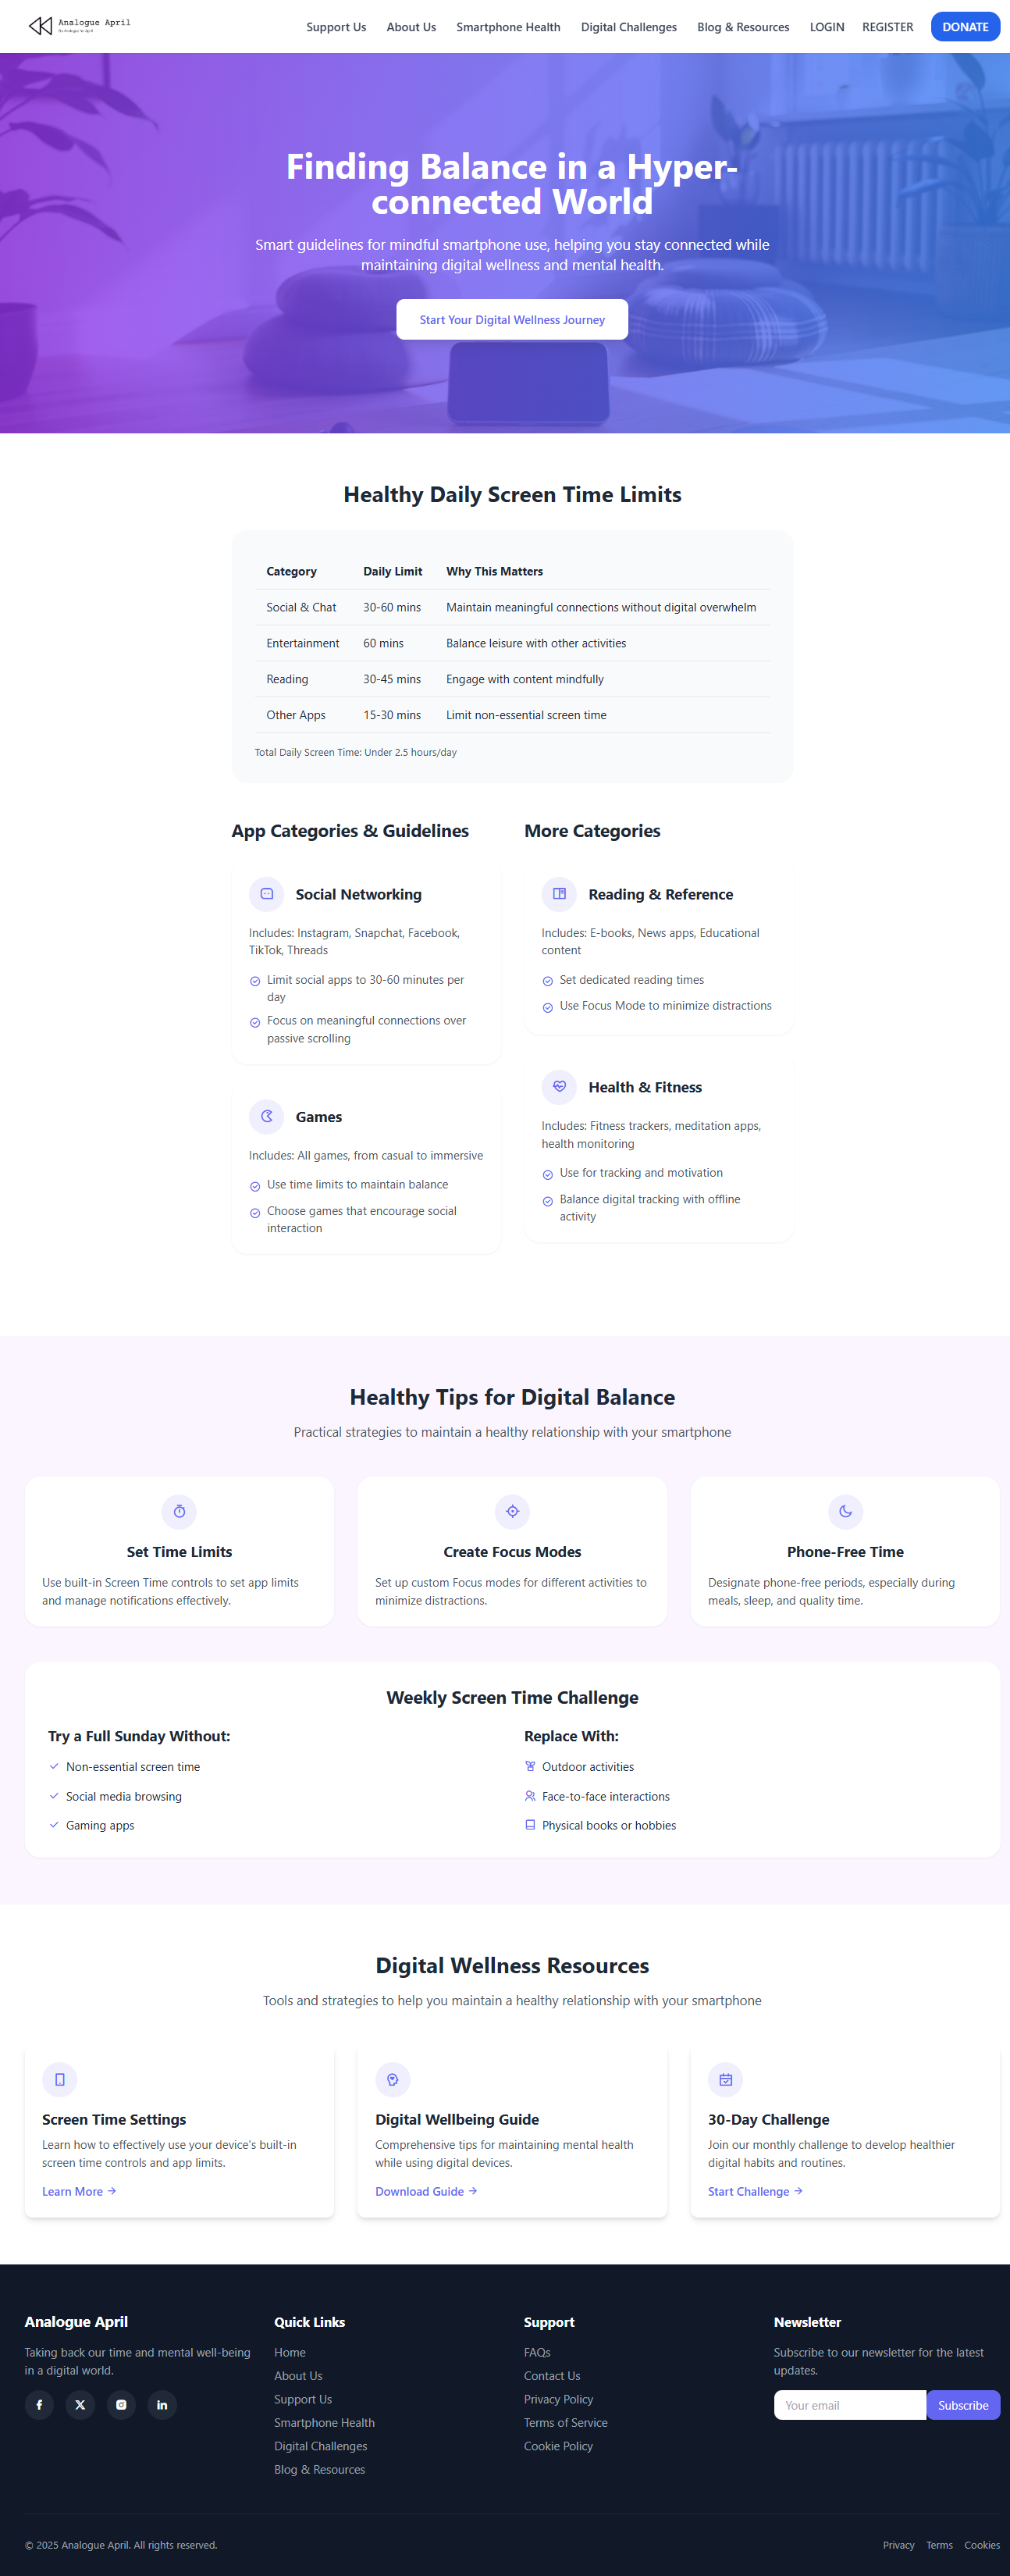 Analogue April
Support Us
About Us
Smartphone Health
Digital Challenges
Blog & Resources
LOGIN
REGISTER
DONATE
Finding Balance in a Hyper-
connected World
Smart guidelines for mindful smartphone use, helping you stay connected while
maintaining digital wellness and mental health.
Start Your Digital Wellness Journey
Healthy Daily Screen Time Limits
Category Daily Limit Why This Matters
Social & Chat 30-60 mins Maintain meaningful connections without digital overwhelm
Entertainment 60 mins Balance leisure with other activities
Reading 30-45 mins Engage with content mindfully
Other Apps 15-30 mins Limit non-essential screen time
Total Daily Screen Time: Under 2.5 hours/day
App Categories & Guidelines
Social Networking
Includes: Instagram, Snapchat, Facebook,
TikTok, Threads
Limit social apps to 30-60 minutes per
day
Focus on meaningful connections over
passive scrolling
Games
Includes: All games, from casual to immersive
Use time limits to maintain balance
Choose games that encourage social
interaction
More Categories
Reading & Reference
Includes: E-books, News apps, Educational
content
Set dedicated reading times
Use Focus Mode to minimize distractions
Health & Fitness
Includes: Fitness trackers, meditation apps,
health monitoring
Use for tracking and motivation
Balance digital tracking with offline
activity
Healthy Tips for Digital Balance
Practical strategies to maintain a healthy relationship with your smartphone
Set Time Limits
Use built-in Screen Time controls to set app limits
and manage notifications effectively.
Create Focus Modes
Set up custom Focus modes for different activities to
minimize distractions.
Phone-Free Time
Designate phone-free periods, especially during
meals, sleep, and quality time.
Weekly Screen Time Challenge
Try a Full Sunday Without:
Non-essential screen time
Social media browsing
Gaming apps
Replace With:
Outdoor activities
Face-to-face interactions
Physical books or hobbies
Digital Wellness Resources
Tools and strategies to help you maintain a healthy relationship with your smartphone
Screen Time Settings
Learn how to effectively use your device's built-in
screen time controls and app limits.
Learn More →
Digital Wellbeing Guide
Comprehensive tips for maintaining mental health
while using digital devices.
Download Guide →
30-Day Challenge
Join our monthly challenge to develop healthier
digital habits and routines.
Start Challenge →
Analogue April
Taking back our time and mental well-being
in a digital world.
Quick Links
Home
About Us
Support Us
Smartphone Health
Digital Challenges
Blog & Resources
Support
FAQs
Contact Us
Privacy Policy
Terms of Service
Cookie Policy
Newsletter
Subscribe to our newsletter for the latest
updates.
Your email
Subscribe
© 2025 Analogue April. All rights reserved.
Privacy
Terms
Cookies